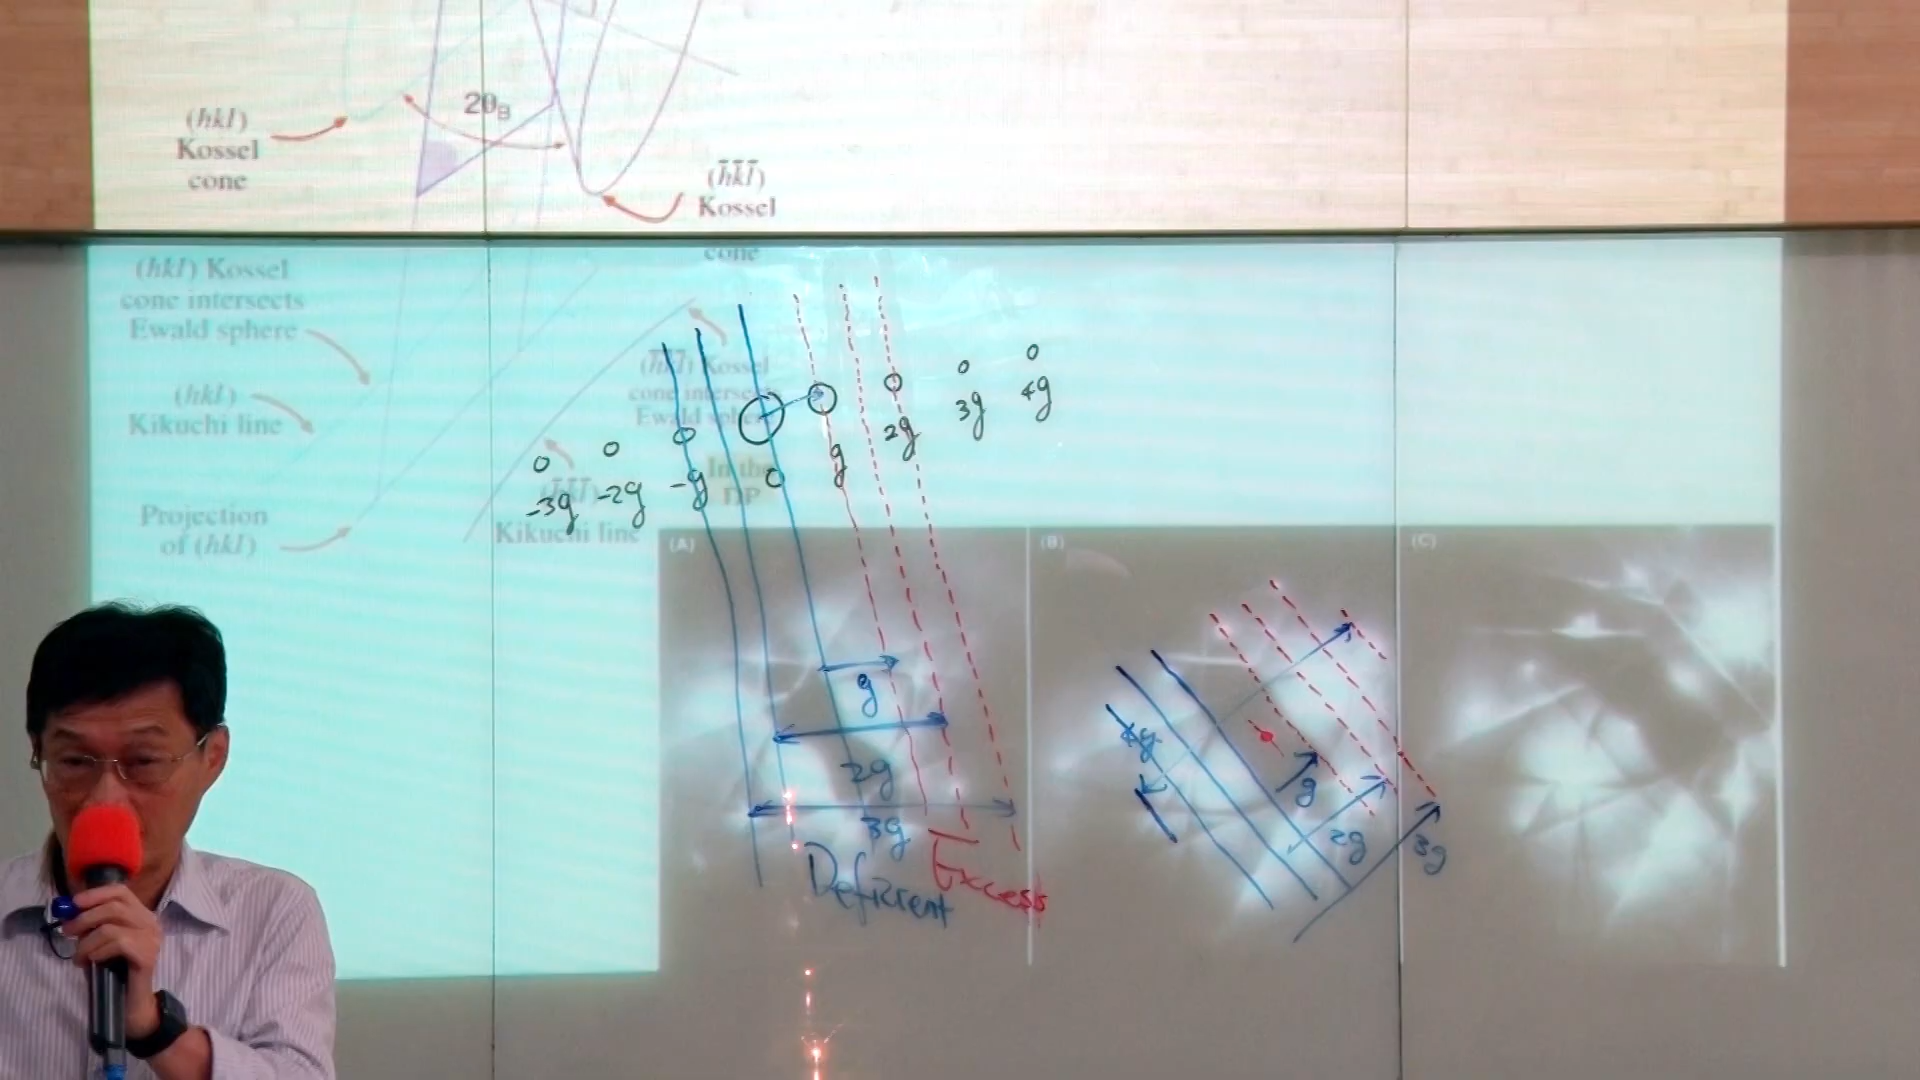 2θB
(hkl)
Kossel
cone
(h̄k̄l̄)
Kossel
cone
(hkl) Kossel
cone intersects
Ewald sphere
(hkl)
Kikuchi line
Projection
of (hkl)
(h̄k̄l̄) Kossel
cone intersects
Ewald sphere
In the
DP
(h̄k̄l̄)
Kikuchi line
-3g -2g -g O g 2g 3g 4g
(A)
(B)
(C)
g
2g
3g
Deficient
Excess
4g
g
2g
3g